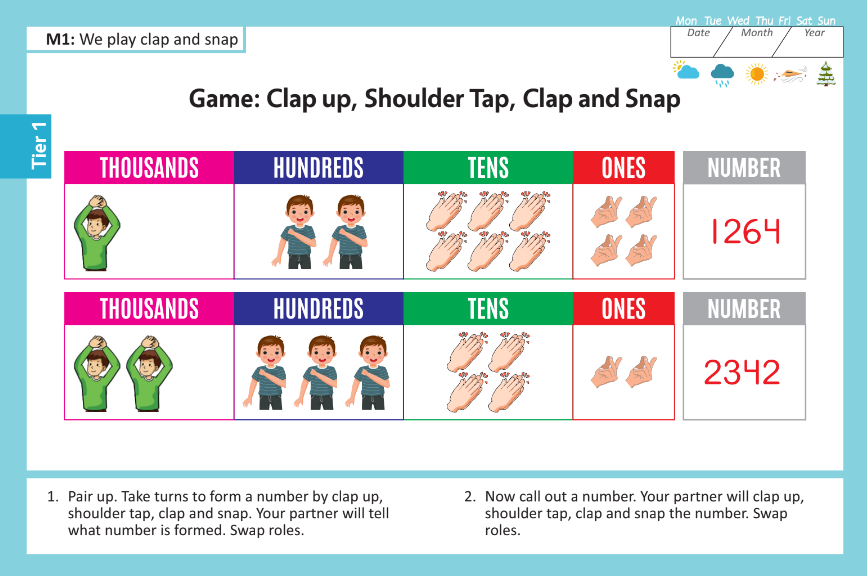 Mon Tue Wed Thu Fri Sat Sun
M1: We play clap and snap
Date Month Year
Game: Clap up, Shoulder Tap, Clap and Snap
Tier 1
THOUSANDS HUNDREDS TENS ONES NUMBER
1264
THOUSANDS HUNDREDS TENS ONES NUMBER
2342
1. Pair up. Take turns to form a number by clap up,
shoulder tap, clap and snap. Your partner will tell
what number is formed. Swap roles.
2. Now call out a number. Your partner will clap up,
shoulder tap, clap and snap the number. Swap
roles.